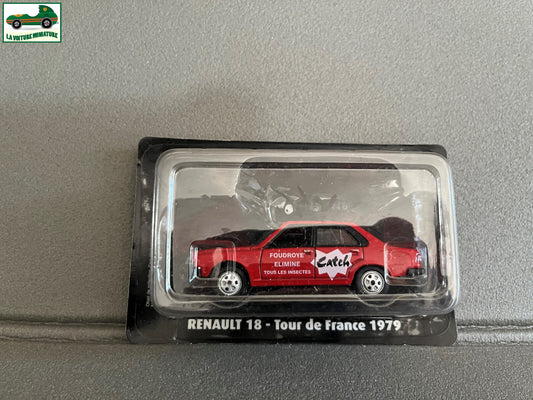 LA VOITURE MINIATURE
FOUDROYE
ELIMINE
TOUS LES INSECTES
Catch
RENAULT 18 - Tour de France 1979